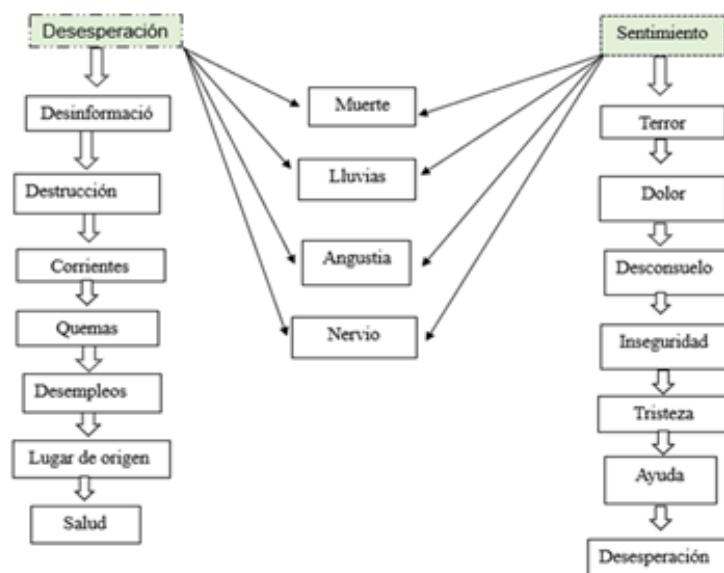 Desesperación
Desinformació
Destrucción
Corrientes
Quemas
Desempleos
Lugar de origen
Salud
Muerte
Lluvias
Angustia
Nervio
Sentimiento
Terror
Dolor
Desconsuelo
Inseguridad
Tristeza
Ayuda
Desesperación